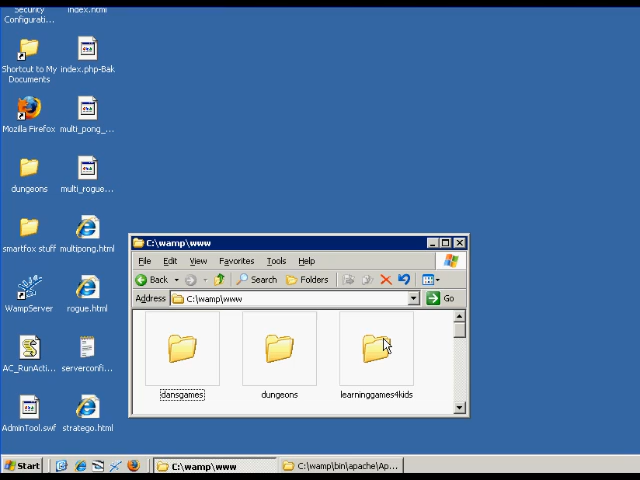 Security
Configurati...
index.html
Shortcut to My
Documents
index.php-Bak
Mozilla Firefox
multi_pong_...
dungeons
multi_rogue...
smartfox stuff
multipong.html
WampServer
rogue.html
AC_RunActi...
serverconfi...
AdminTool.swf
stratego.html
C:\wamp\www
File Edit View Favorites Tools Help
Back Search Folders
Address C:\wamp\www Go
dansgames dungeons learninggames4kids
Start C:\wamp\www C:\wamp\bin\apache\Ap...